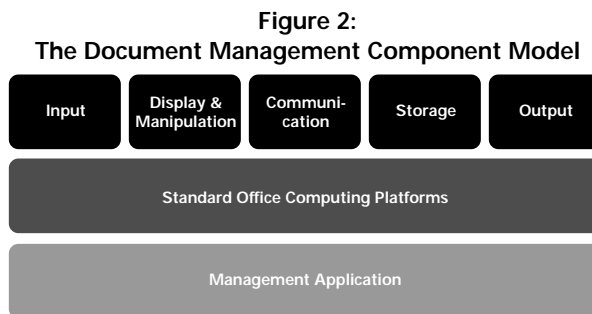 Figure 2:
The Document Management Component Model
Input
Display &
Manipulation
Communi-
cation
Storage
Output
Standard Office Computing Platforms
Management Application